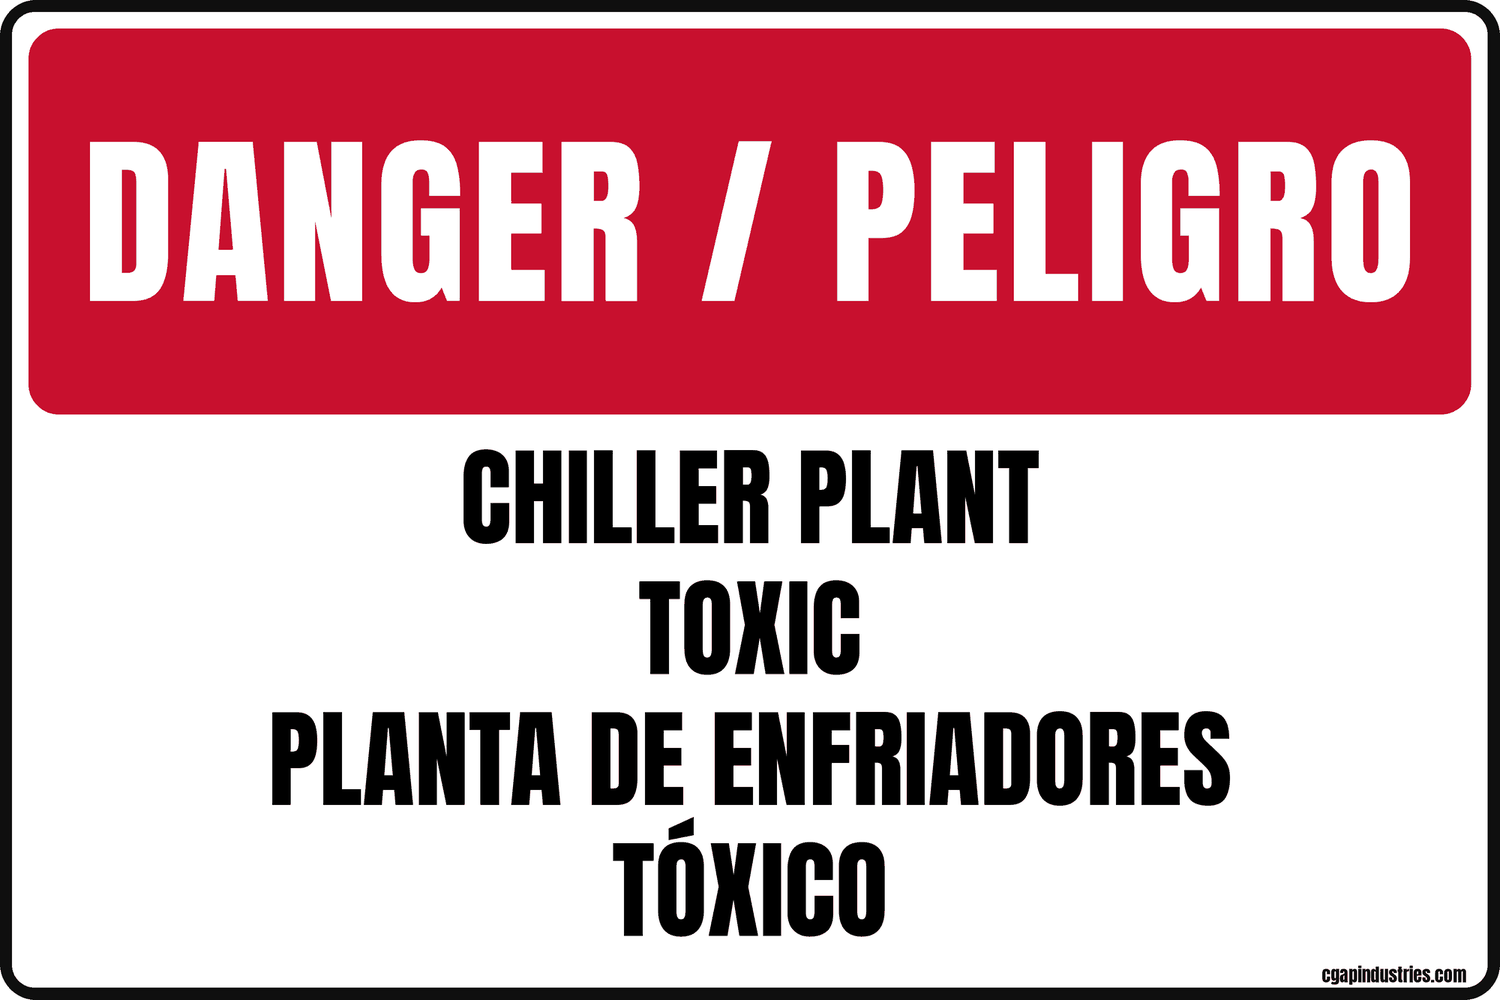 DANGER / PELIGRO
CHILLER PLANT
TOXIC
PLANTA DE ENFRIADORES
TÓXICO
cgapindustries.com